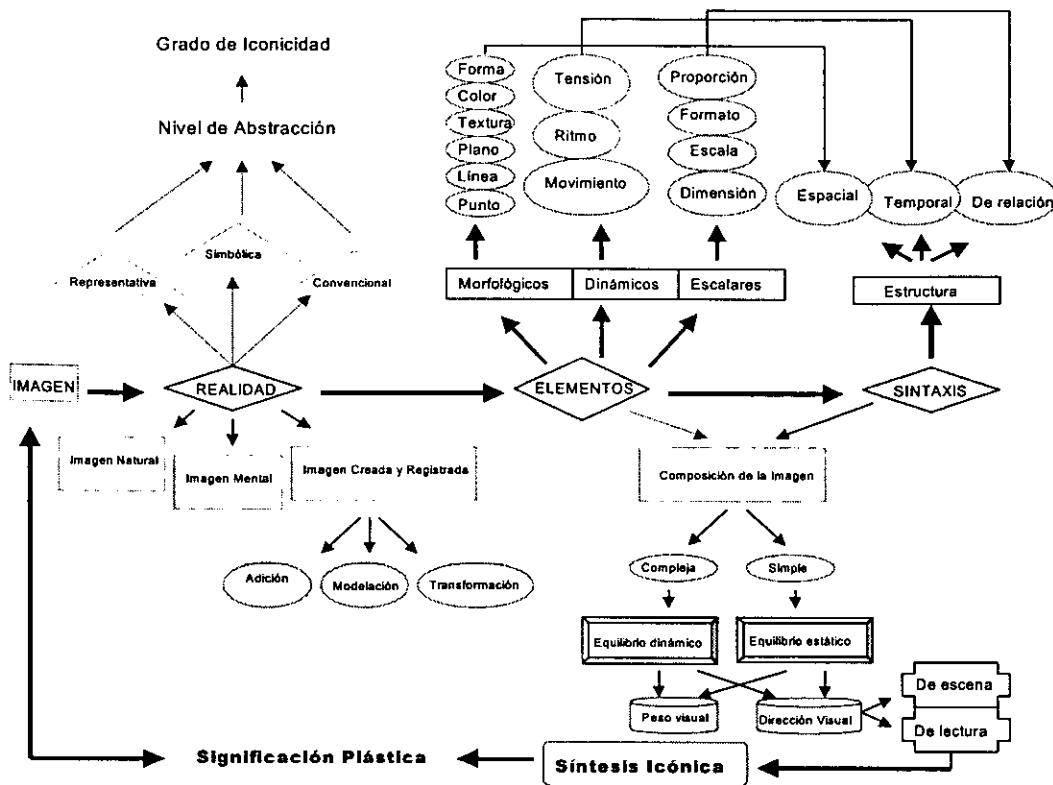 Grado de Iconicidad
Nivel de Abstracción
Representativa
Simbólica
Convencional
Forma
Color
Textura
Plano
Línea
Punto
Tensión
Ritmo
Movimiento
Proporción
Formato
Escala
Dimensión
Espacial
Temporal
De relación
Morfológicos
Dinámicos
Escalares
Estructura
IMAGEN
REALIDAD
ELEMENTOS
SINTAXIS
Imagen Natural
Imagen Mental
Imagen Creada y Registrada
Composición de la Imagen
Adición
Modelación
Transformación
Compleja
Simple
Equilibrio dinámico
Equilibrio estático
Peso visual
Dirección Visual
De escena
De lectura
Significación Plástica
Síntesis Icónica